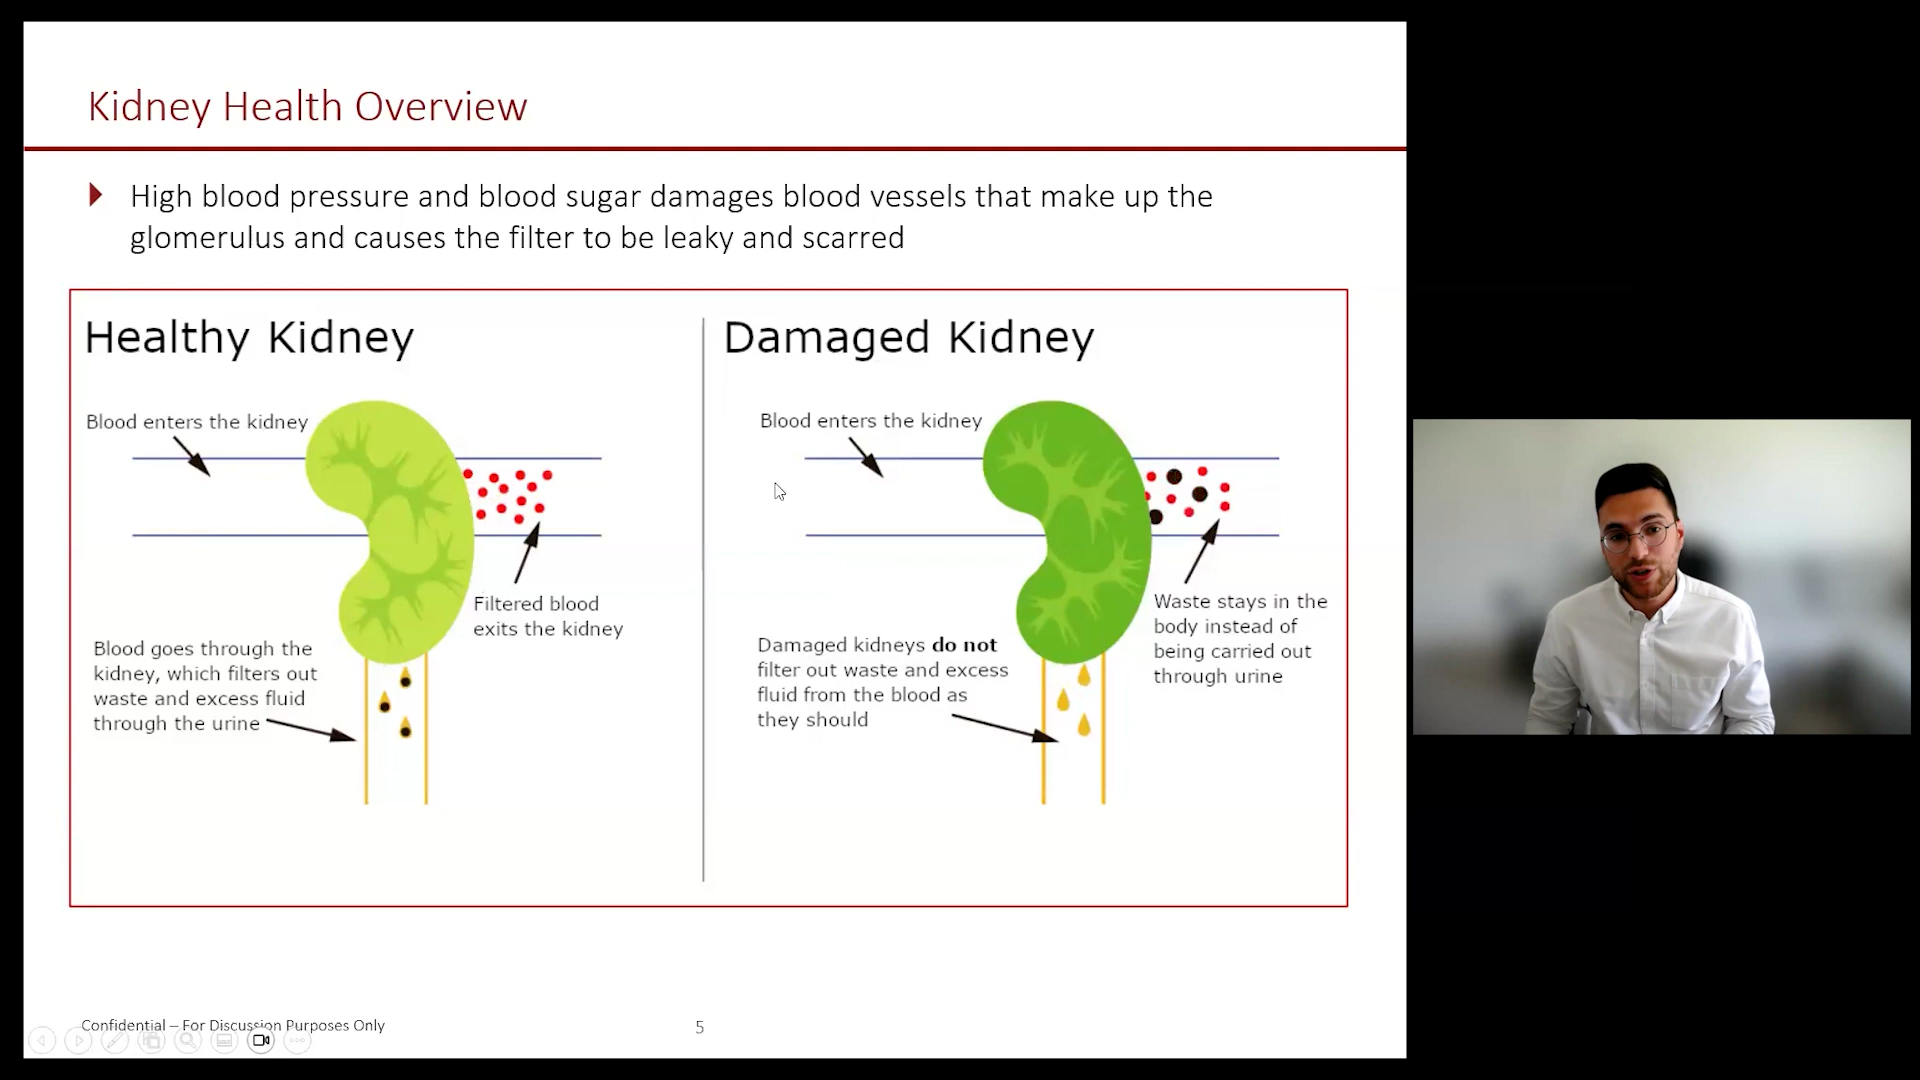 Kidney Health Overview
High blood pressure and blood sugar damages blood vessels that make up the
glomerulus and causes the filter to be leaky and scarred
Healthy Kidney
Blood enters the kidney
Filtered blood
exits the kidney
Blood goes through the
kidney, which filters out
waste and excess fluid
through the urine
Damaged Kidney
Blood enters the kidney
Waste stays in the
body instead of
being carried out
through urine
Damaged kidneys do not
filter out waste and excess
fluid from the blood as
they should
Confidential – For Discussion Purposes Only
5